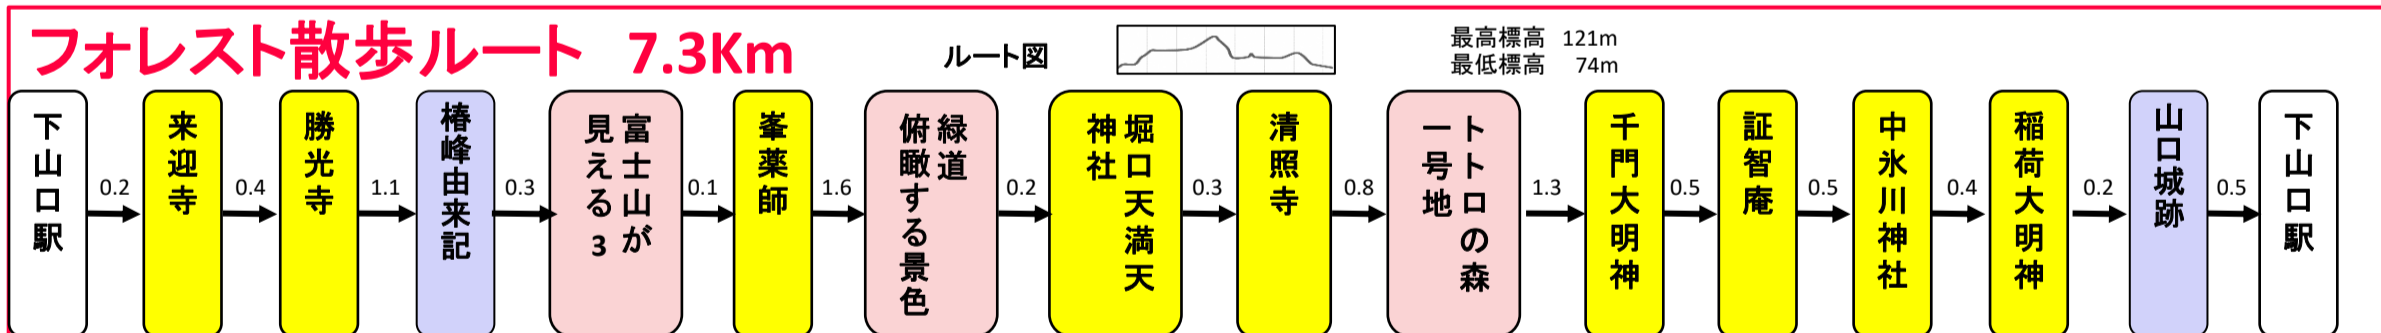 フォレスト散歩ルート 7.3Km
ルート図
最高標高 121m
最低標高 74m
下山口駅
0.2
来迎寺
0.4
勝光寺
1.1
椿峰由来記
0.3
富士山が
見える3
0.1
峯薬師
1.6
緑道
俯瞰する景色
0.2
堀口天満天
神社
0.3
清照寺
0.8
トトロの森
一号地
1.3
千門大明神
0.5
証智庵
0.5
中氷川神社
0.4
稲荷大明神
0.2
山口城跡
0.5
下山口駅